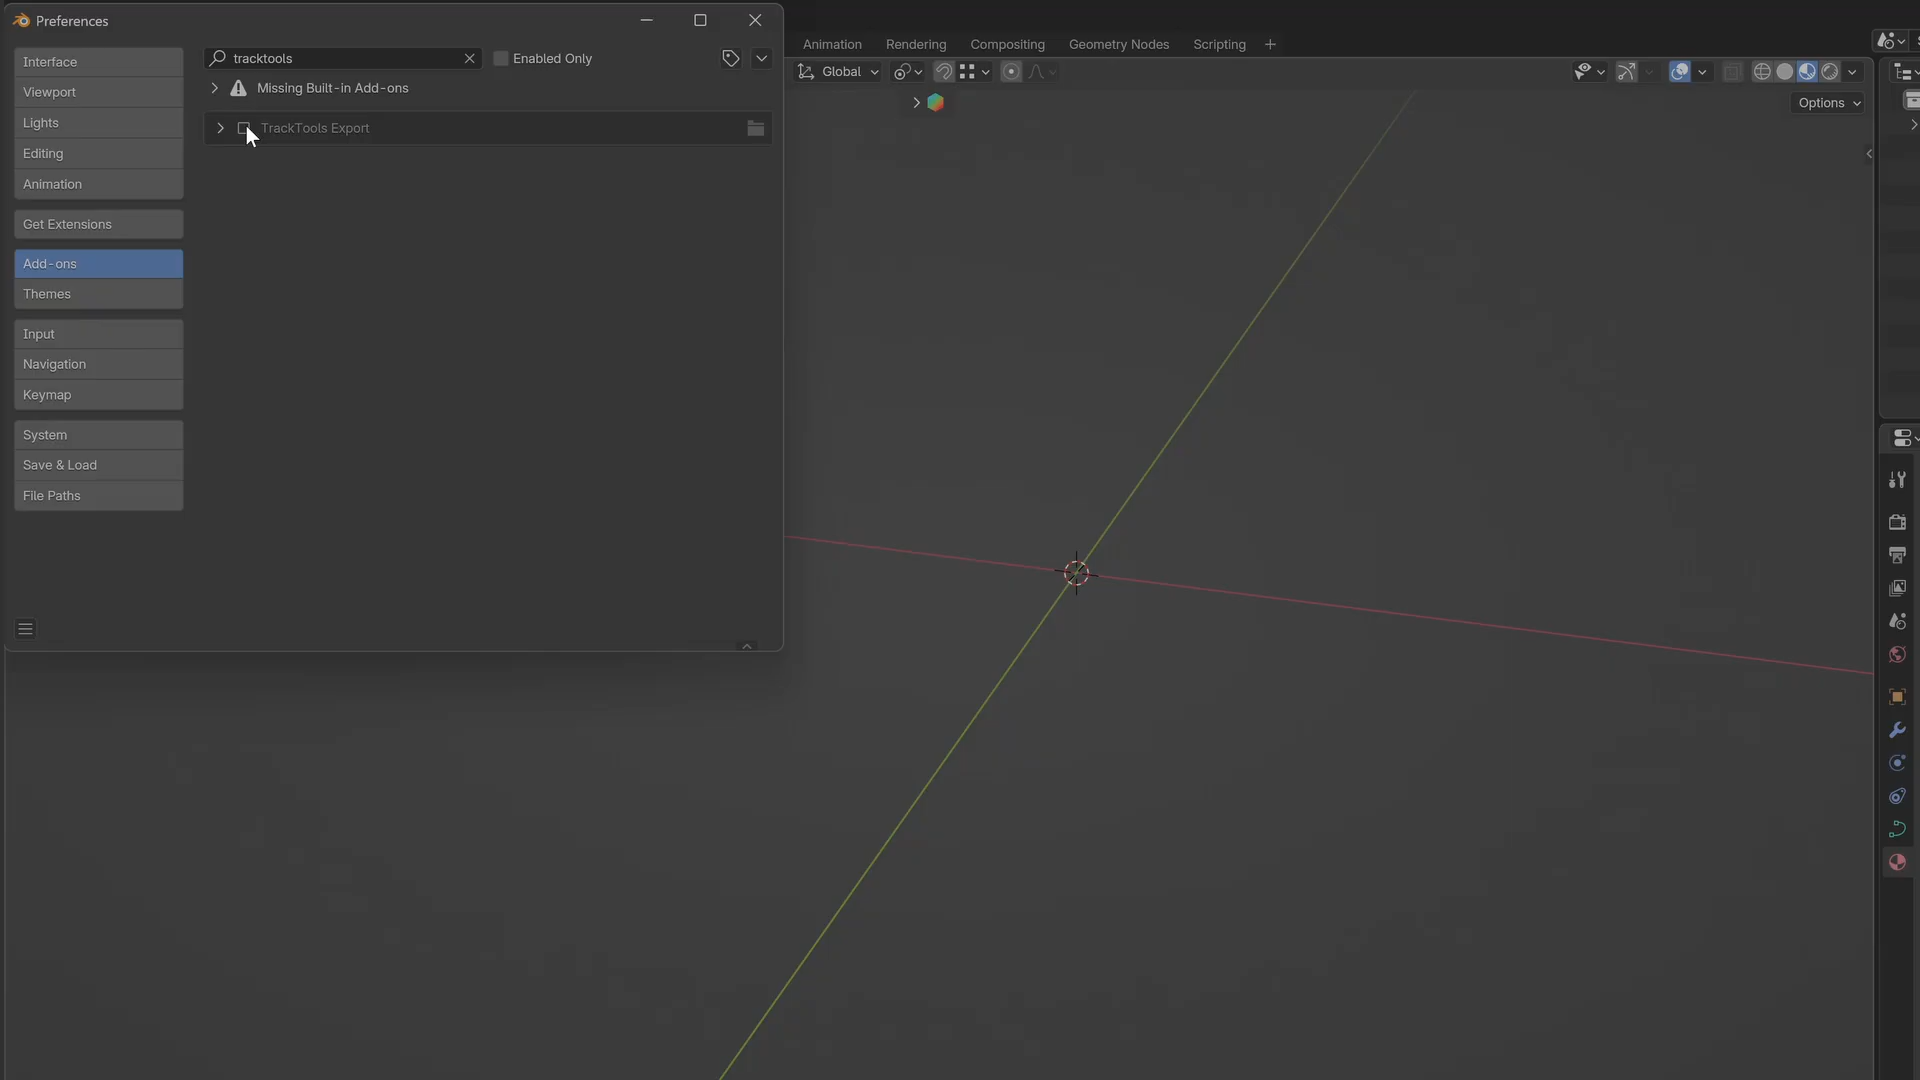 Preferences
Interface
Viewport
Lights
Editing
Animation
Get Extensions
Add-ons
Themes
Input
Navigation
Keymap
System
Save & Load
File Paths
tracktools
Enabled Only
Missing Built-in Add-ons
TrackTools Export
Animation
Rendering
Compositing
Geometry Nodes
Scripting
Global
Options